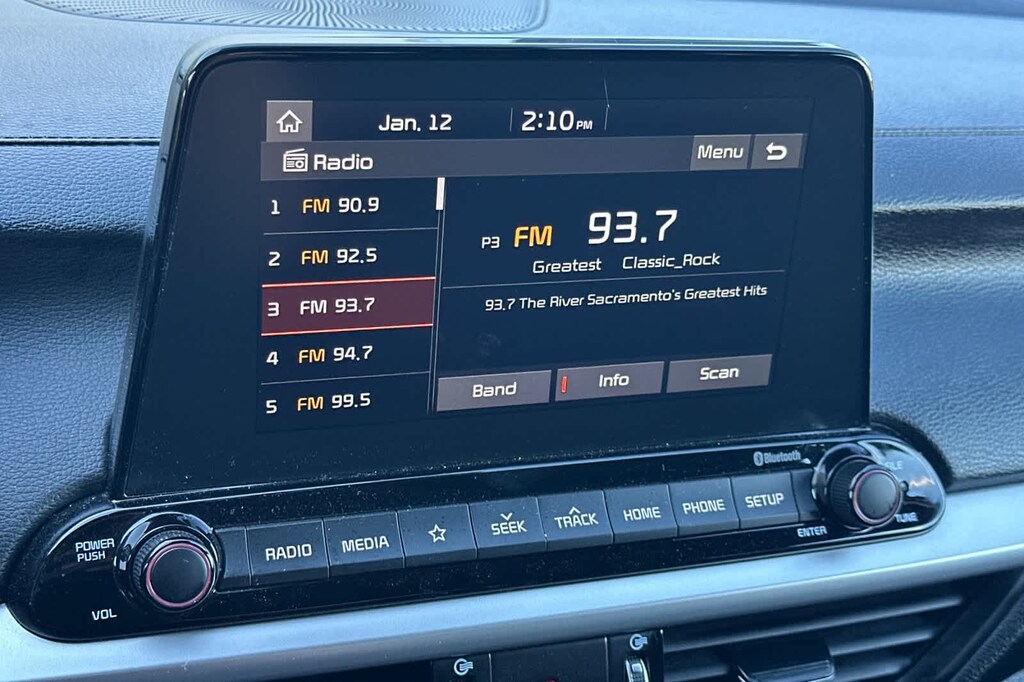 Jan. 12 2:10 PM
Radio Menu
1 FM 90.9
2 FM 92.5
3 FM 93.7
4 FM 94.7
5 FM 99.5
P3 FM 93.7
Greatest Classic_Rock
93.7 The River Sacramento's Greatest Hits
Band Info Scan
Bluetooth
POWER
PUSH
VOL
RADIO MEDIA SEEK TRACK HOME PHONE SETUP
ENTER
TUNE